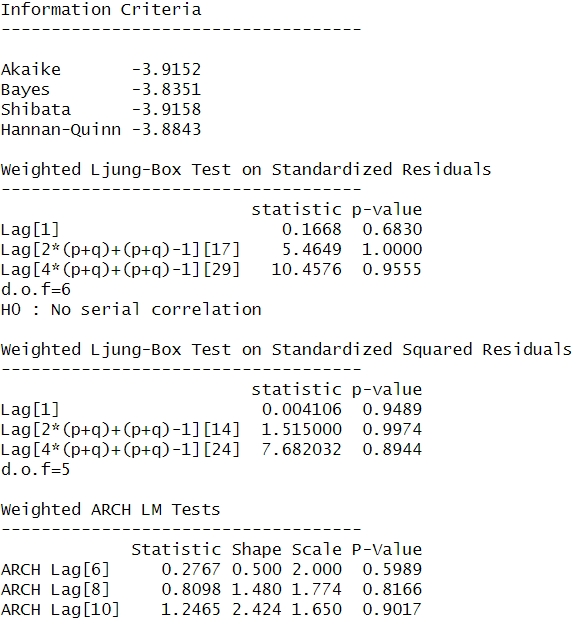 Information Criteria
------------------------------------
Akaike       -3.9152
Bayes        -3.8351
Shibata      -3.9158
Hannan-Quinn -3.8843
Weighted Ljung-Box Test on Standardized Residuals
------------------------------------
                         statistic p-value
Lag[1]                      0.1668  0.6830
Lag[2*(p+q)+(p+q)-1][17]    5.4649  1.0000
Lag[4*(p+q)+(p+q)-1][29]   10.4576  0.9555
d.o.f=6
H0 : No serial correlation
Weighted Ljung-Box Test on Standardized Squared Residuals
------------------------------------
                         statistic p-value
Lag[1]                    0.004106  0.9489
Lag[2*(p+q)+(p+q)-1][14]  1.515000  0.9974
Lag[4*(p+q)+(p+q)-1][24]  7.682032  0.8944
d.o.f=5
Weighted ARCH LM Tests
------------------------------------
             Statistic Shape Scale P-Value
ARCH Lag[6]     0.2767 0.500 2.000  0.5989
ARCH Lag[8]     0.8098 1.480 1.774  0.8166
ARCH Lag[10]    1.2465 2.424 1.650  0.9017